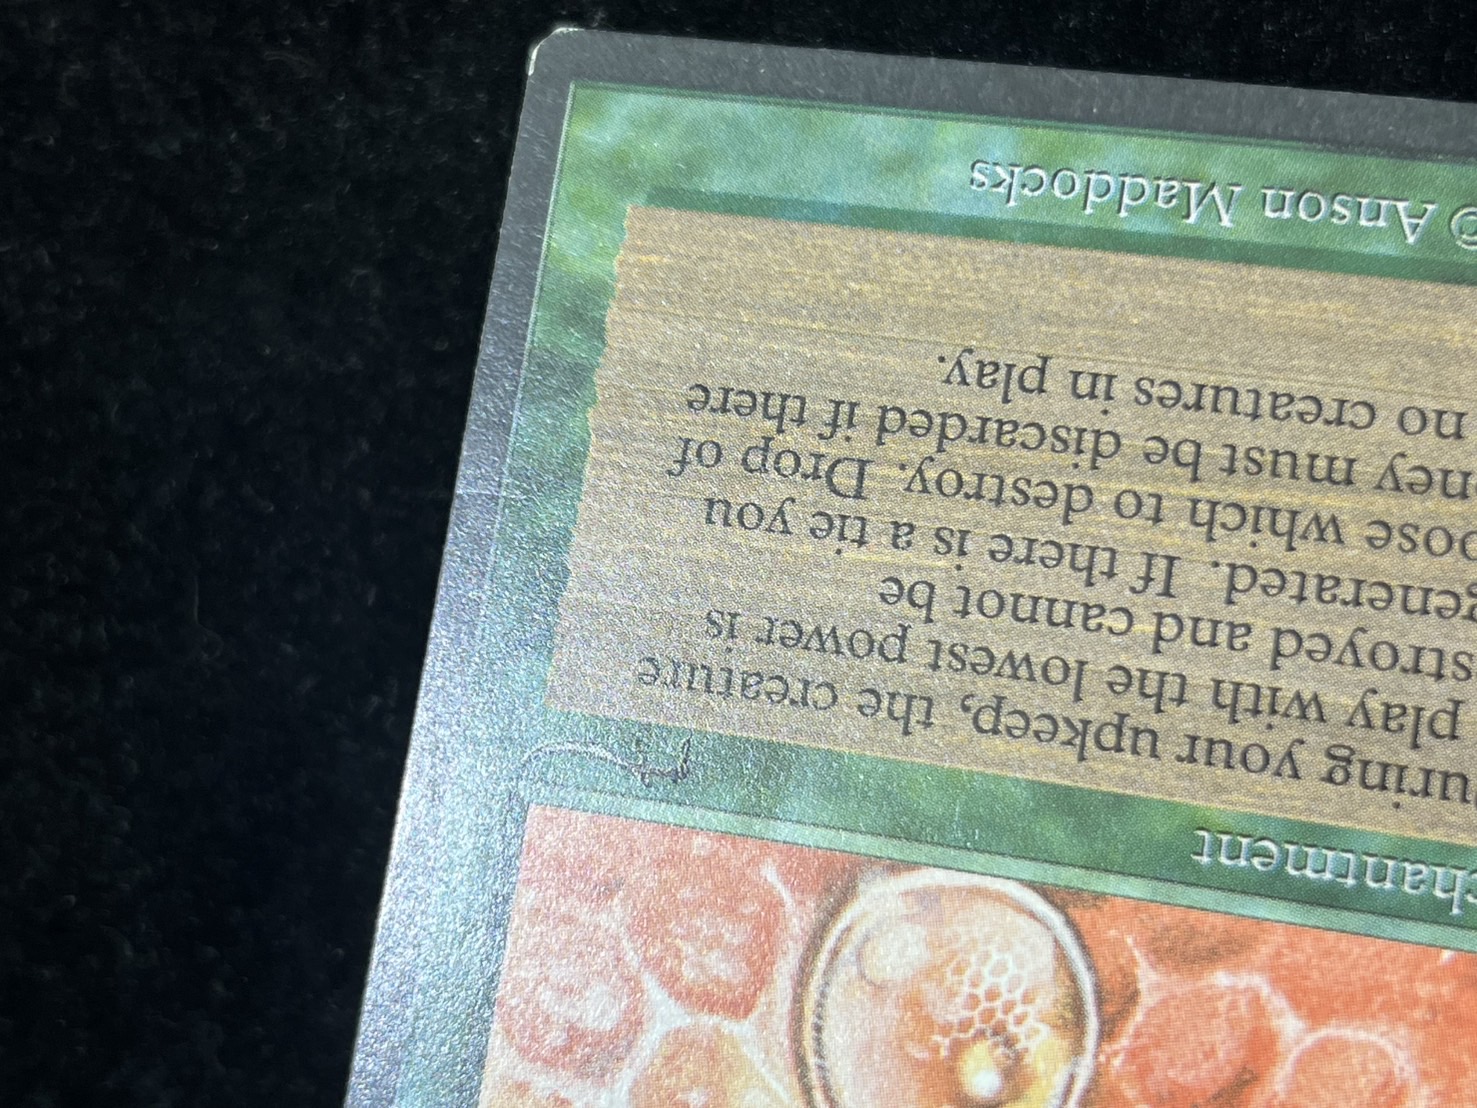 chantment
uring your upkeep, the creature
play with the lowest power is
stroyed and cannot be
generated. If there is a tie you
oose which to destroy. Drop of
ney must be discarded if there
no creatures in play.
© Anson Maddocks